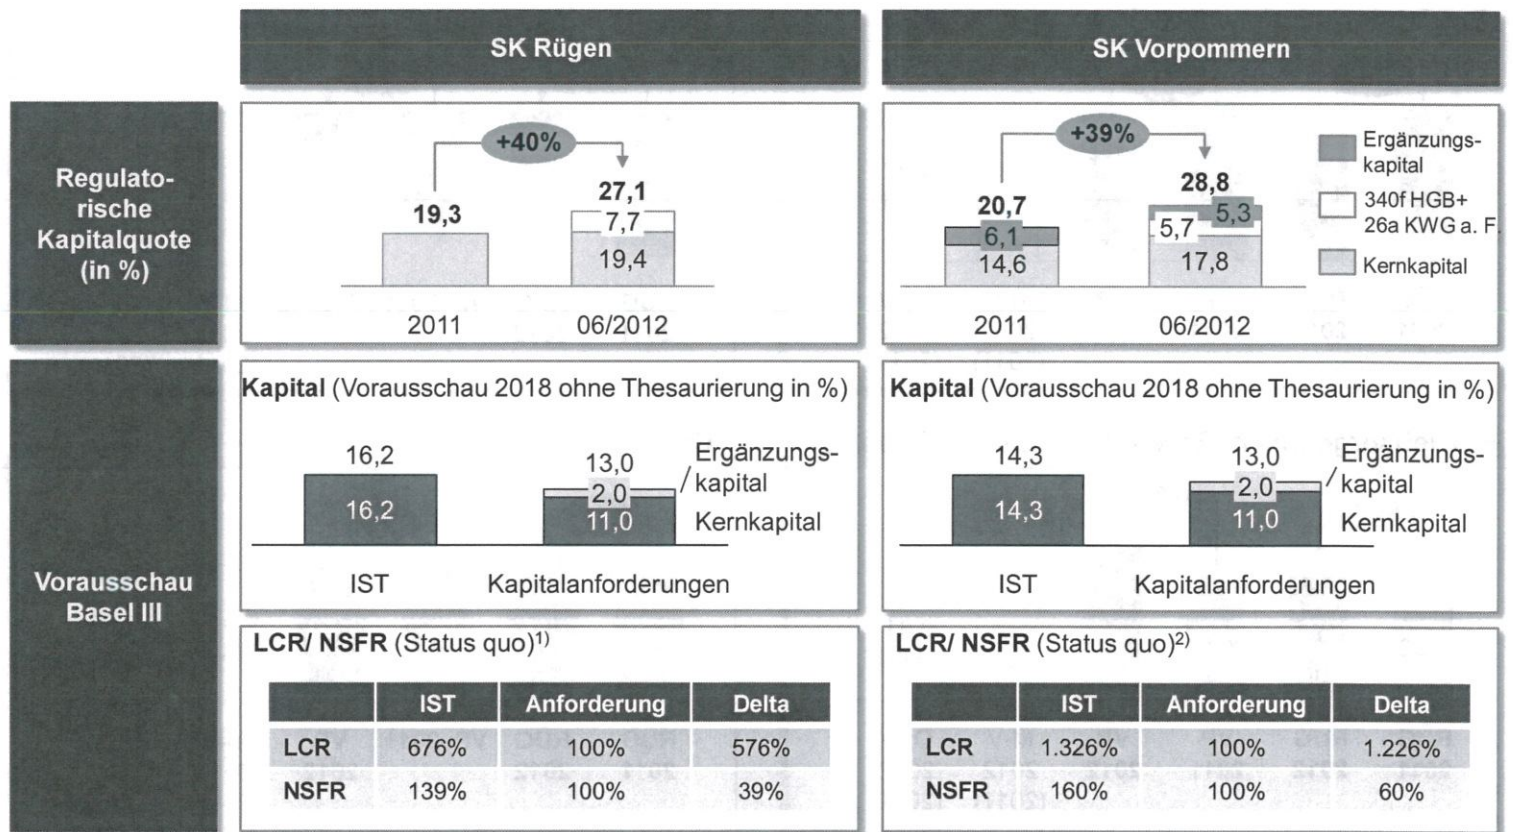 SK Rügen
SK Vorpommern
Regulato-
rische
Kapitalquote
(in %)
+40%
19,3
27,1
7,7
19,4
2011
06/2012
+39%
20,7
6,1
14,6
28,8
5,3
5,7
17,8
2011
06/2012
Ergänzungs-
kapital
340f HGB+
26a KWG a. F.
Kernkapital
Vorausschau
Basel III
Kapital (Vorausschau 2018 ohne Thesaurierung in %)
16,2
16,2
13,0
2,0
11,0
Ergänzungs-
kapital
Kernkapital
IST
Kapitalanforderungen
Kapital (Vorausschau 2018 ohne Thesaurierung in %)
14,3
14,3
13,0
2,0
11,0
Ergänzungs-
kapital
Kernkapital
IST
Kapitalanforderungen
LCR/ NSFR (Status quo)1)
IST Anforderung Delta
LCR 676% 100% 576%
NSFR 139% 100% 39%
LCR/ NSFR (Status quo)2)
IST Anforderung Delta
LCR 1.326% 100% 1.226%
NSFR 160% 100% 60%